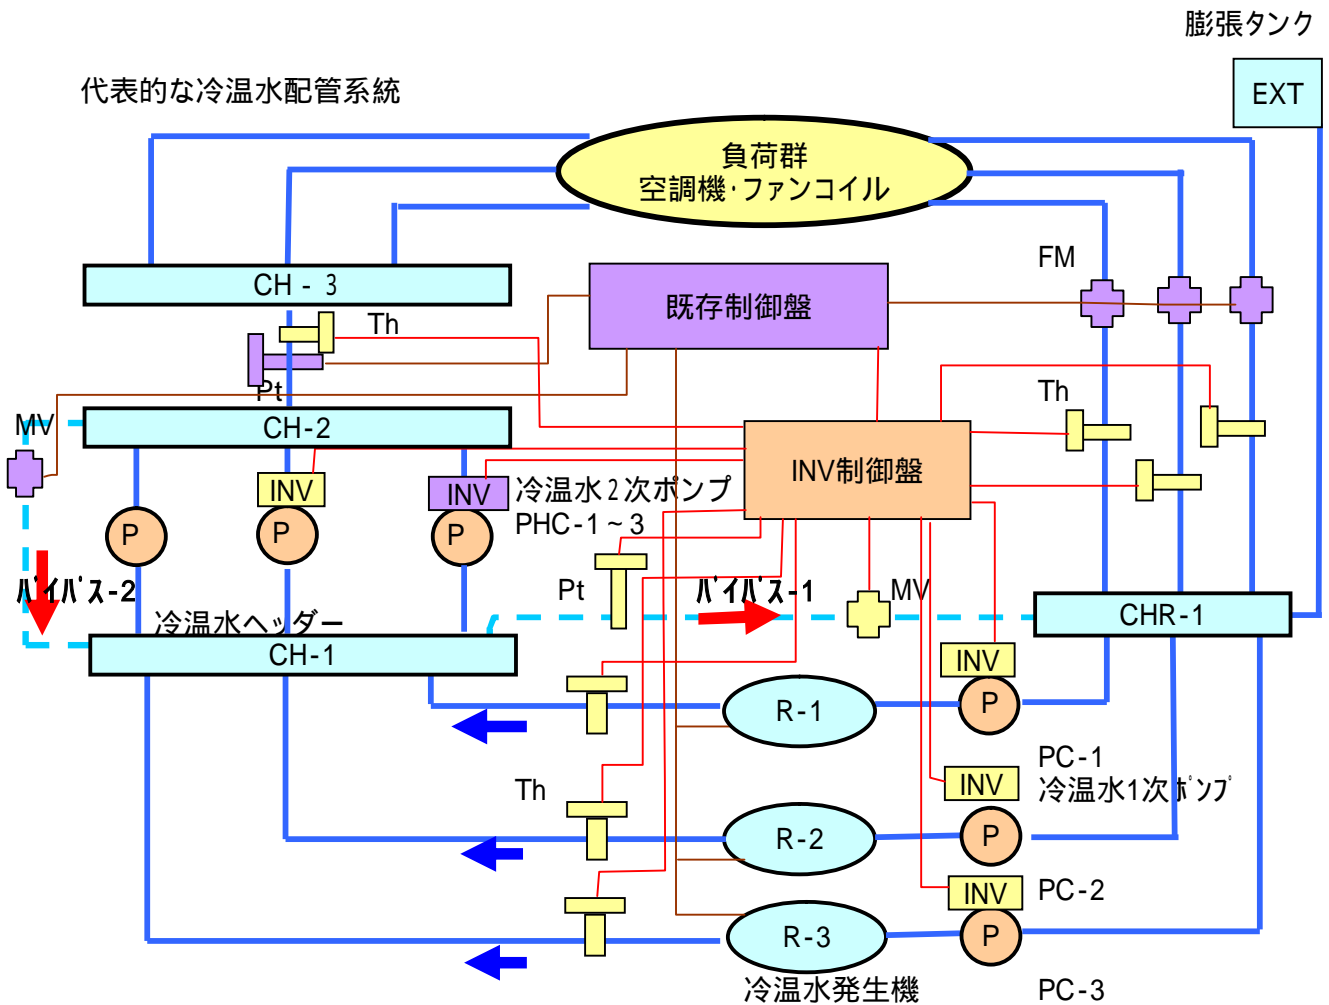 膨張タンク
EXT
代表的な冷温水配管系統
負荷群
空調機・ファンコイル
CH - 3
既存制御盤
FM
Th
Pt
Th
MV
CH-2
INV制御盤
INV
INV
冷温水2次ポンプ
PHC-1~3
P
P
P
バイパス-2
Pt
バイパス-1
MV
CHR-1
冷温水ヘッダー
CH-1
INV
R-1
P
PC-1
冷温水1次ポンプ
Th
INV
R-2
P
INV
PC-2
R-3
P
冷温水発生機
PC-3